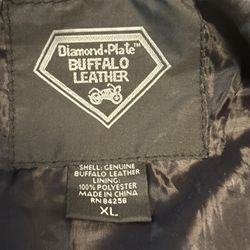 Diamond-Plate™
BUFFALO
LEATHER
SHELL: GENUINE
BUFFALO LEATHER
LINING:
100% POLYESTER
MADE IN CHINA
RN 84258
XL